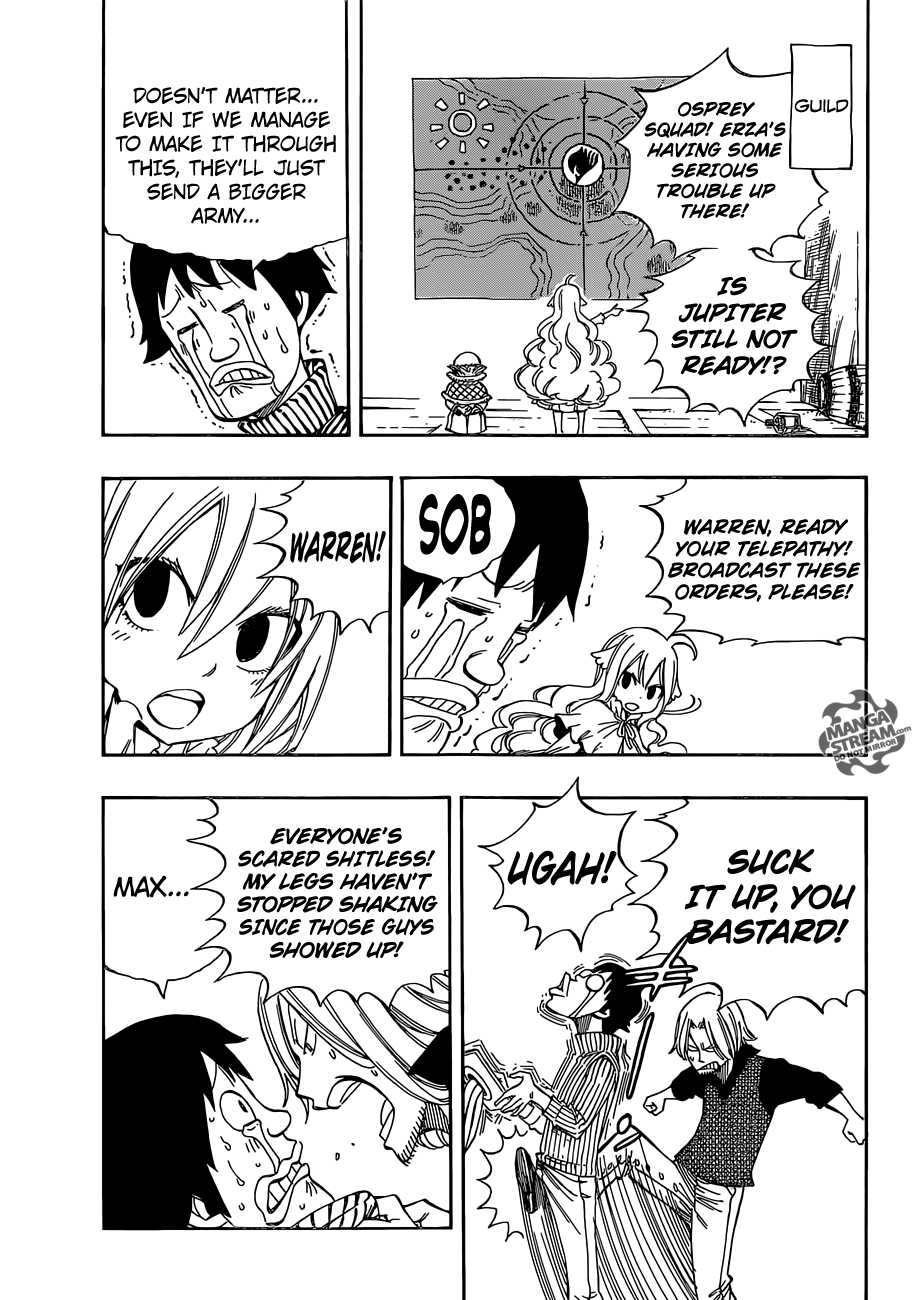 GUILD
OSPREY
SQUAD! ERZA'S
HAVING SOME
SERIOUS
TROUBLE UP
THERE!
IS
JUPITER
STILL NOT
READY!?
DOESN'T MATTER...
EVEN IF WE MANAGE
TO MAKE IT THROUGH
THIS, THEY'LL JUST
SEND A BIGGER
ARMY...
WARREN, READY
YOUR TELEPATHY!
BROADCAST THESE
ORDERS, PLEASE!
SOB
WARREN!
MANGA
STREAM.com
DO NOT MIRROR
SUCK
IT UP, YOU
BASTARD!
UGAH!
EVERYONE'S
SCARED SHITLESS!
MY LEGS HAVEN'T
STOPPED SHAKING
SINCE THOSE GUYS
SHOWED UP!
MAX...